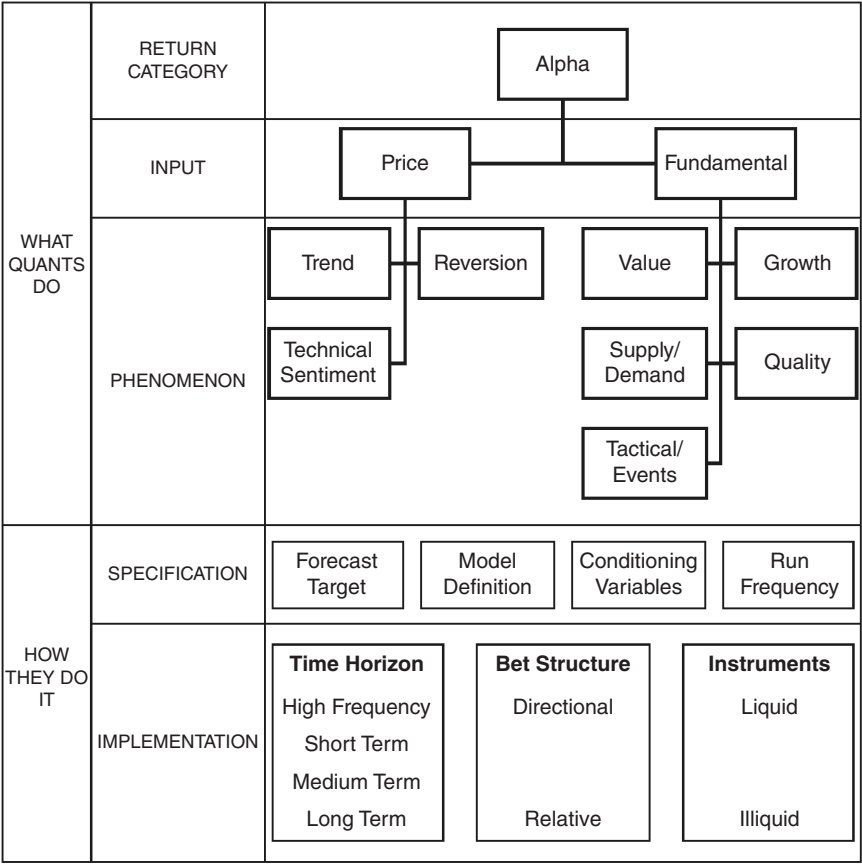 WHAT
QUANTS
DO
RETURN
CATEGORY
Alpha
INPUT
Price
Fundamental
PHENOMENON
Trend
Reversion
Value
Growth
Technical
Sentiment
Supply/
Demand
Quality
Tactical/
Events
HOW
THEY DO
IT
SPECIFICATION
Forecast
Target
Model
Definition
Conditioning
Variables
Run
Frequency
IMPLEMENTATION
Time Horizon
High Frequency
Short Term
Medium Term
Long Term
Bet Structure
Directional
Relative
Instruments
Liquid
Illiquid